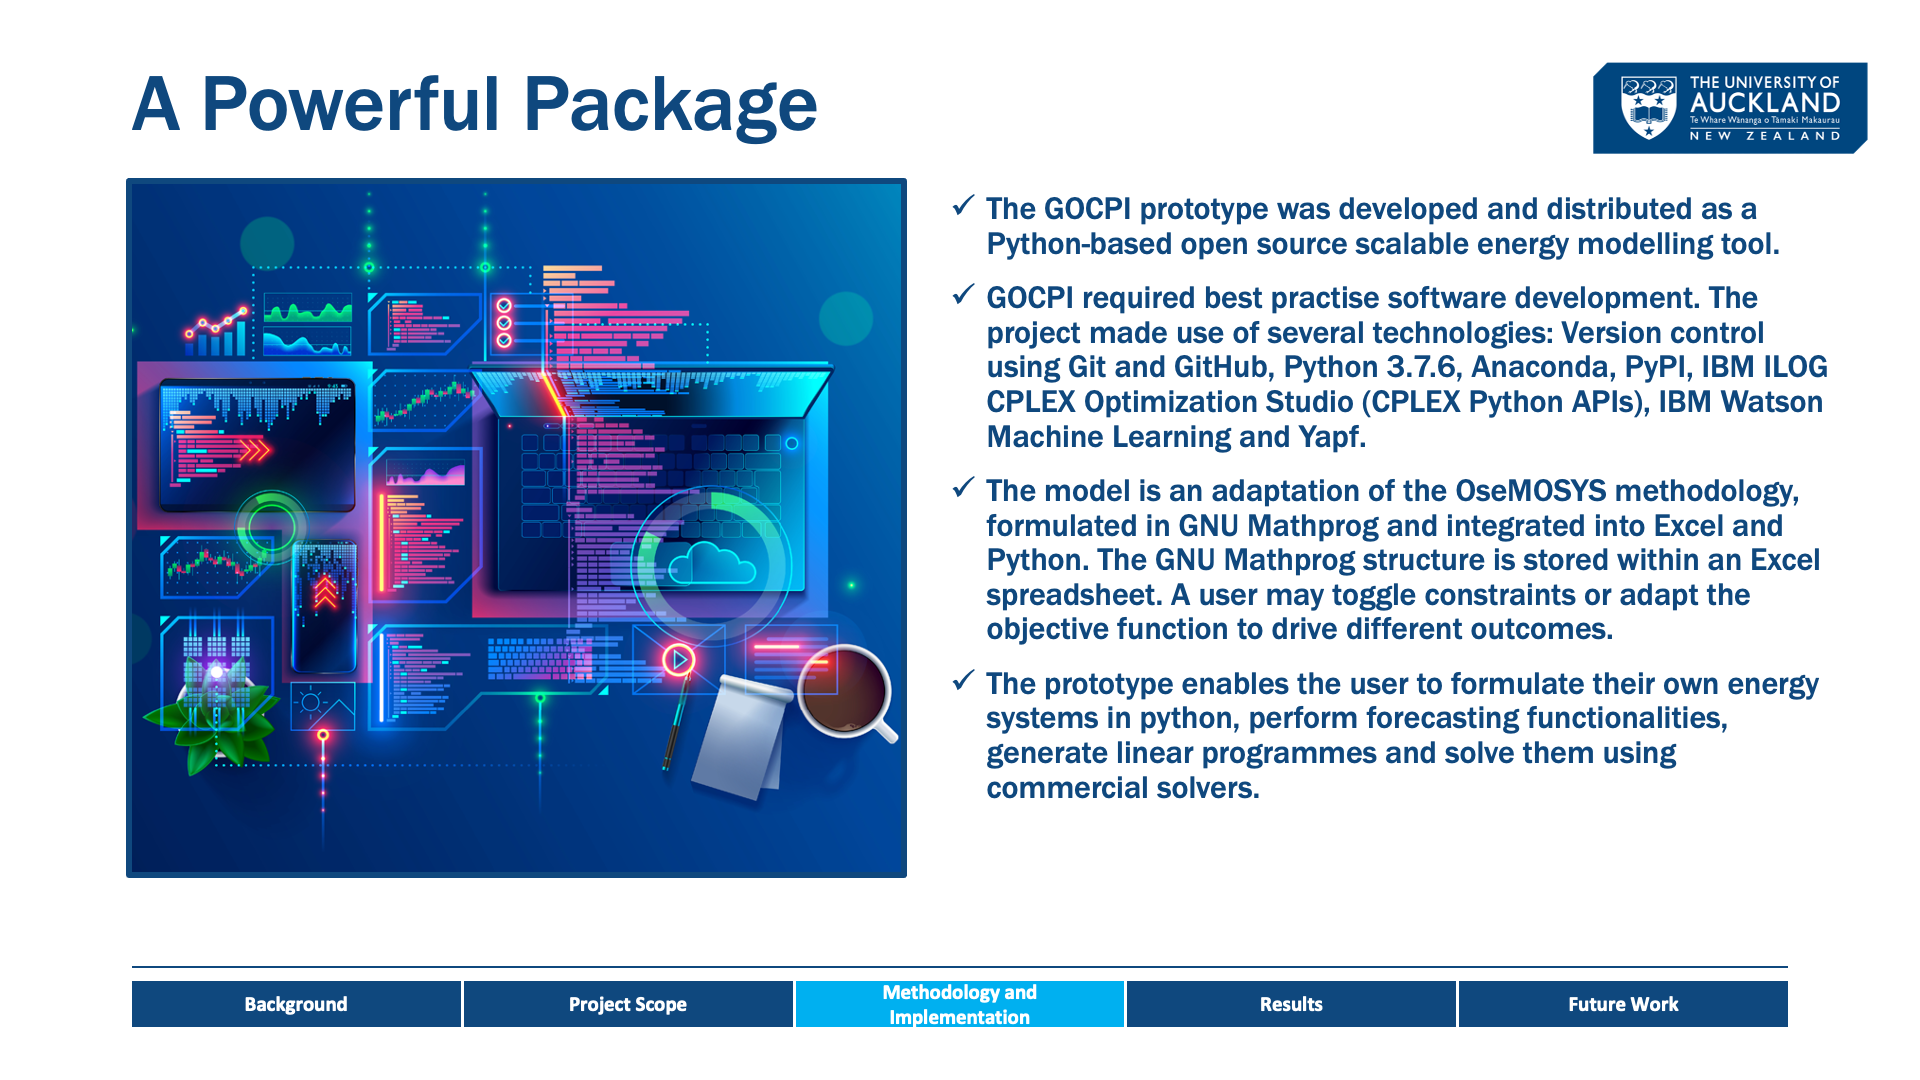 A Powerful Package
THE UNIVERSITY OF
AUCKLAND
Te Whare Wānanga o Tāmaki Makaurau
NEW ZEALAND
✓ The GOCPI prototype was developed and distributed as a
Python-based open source scalable energy modelling tool.
✓ GOCPI required best practise software development. The
project made use of several technologies: Version control
using Git and GitHub, Python 3.7.6, Anaconda, PyPI, IBM ILOG
CPLEX Optimization Studio (CPLEX Python APIs), IBM Watson
Machine Learning and Yapf.
✓ The model is an adaptation of the OseMOSYS methodology,
formulated in GNU Mathprog and integrated into Excel and
Python. The GNU Mathprog structure is stored within an Excel
spreadsheet. A user may toggle constraints or adapt the
objective function to drive different outcomes.
✓ The prototype enables the user to formulate their own energy
systems in python, perform forecasting functionalities,
generate linear programmes and solve them using
commercial solvers.
Background
Project Scope
Methodology and
Implementation
Results
Future Work